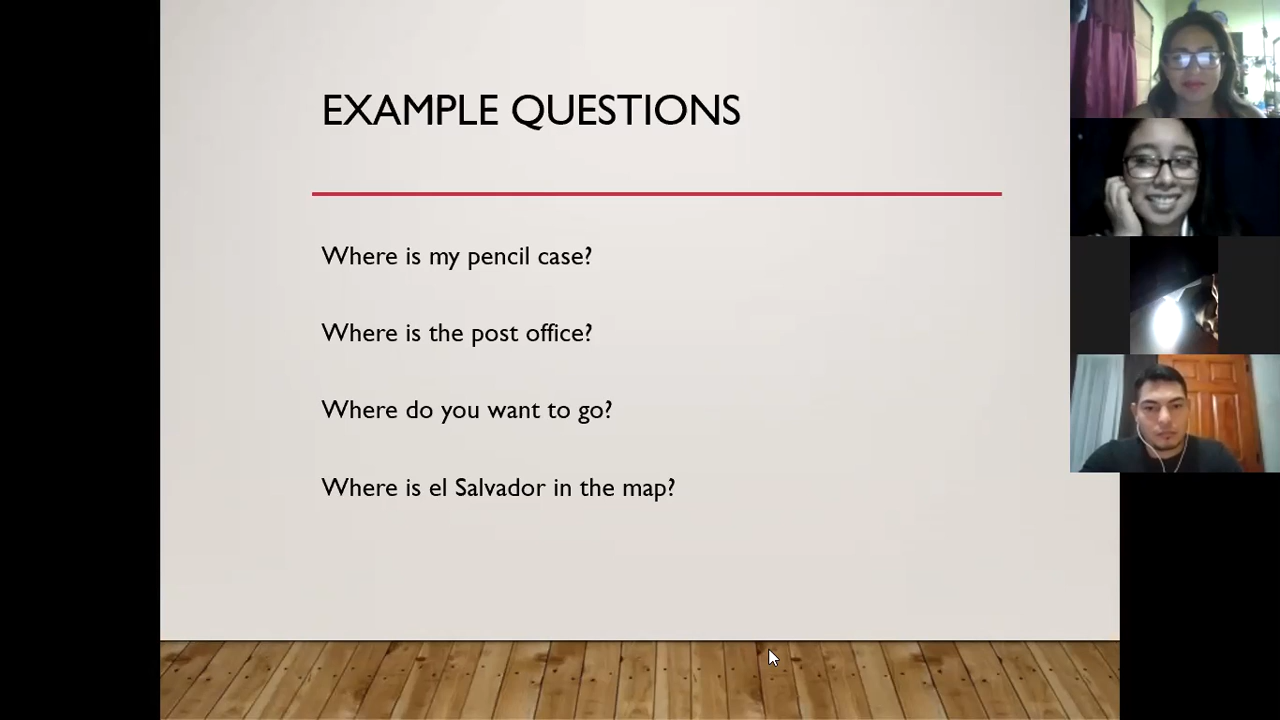 EXAMPLE QUESTIONS
Where is my pencil case?
Where is the post office?
Where do you want to go?
Where is el Salvador in the map?